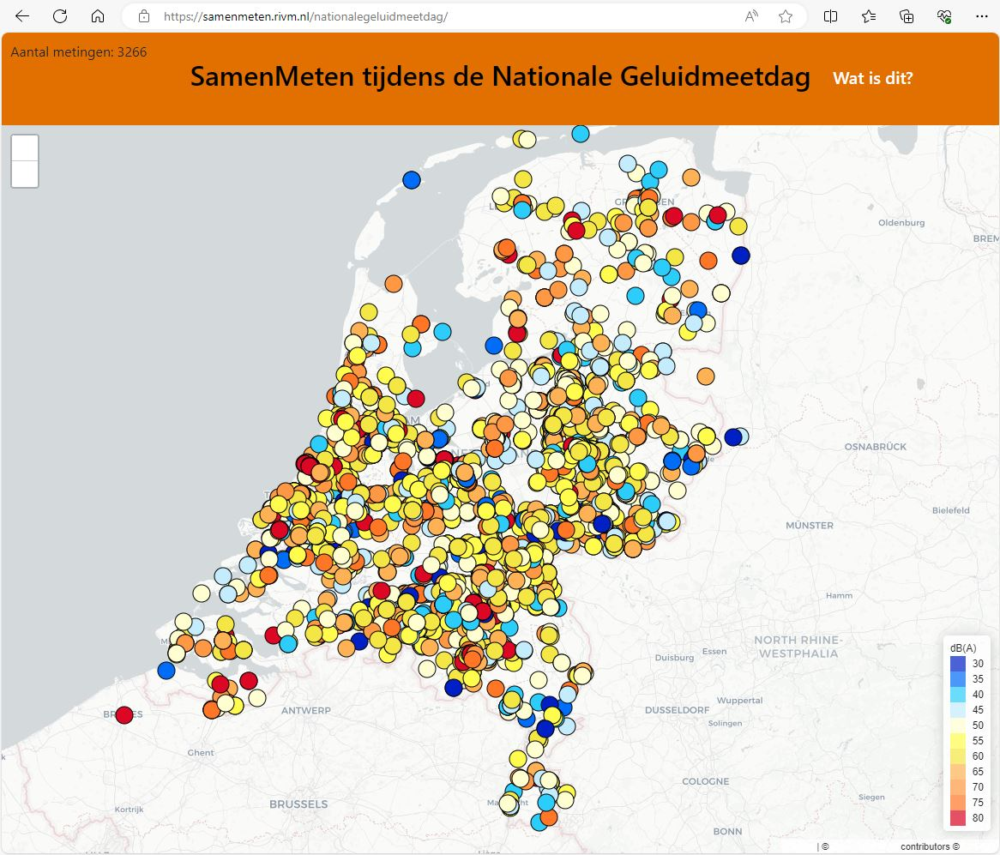 https://samenmeten.rivm.nl/nationalegeluidmeetdag/
Aantal metingen: 3266
SamenMeten tijdens de Nationale Geluidmeetdag
Wat is dit?
Oldenburg
OSNABRÜCK
MÜNSTER
Bielefeld
Hamm
NORTH RHINE-
WESTPHALIA
Duisburg
Essen
Wuppertal
DUSSELDORF
Solingen
ANTWERP
Ghent
COLOGNE
Siegen
BRUSSELS
Kortrijk
BONN
dB(A)
30
35
40
45
50
55
60
65
70
75
80
| © contributors ©